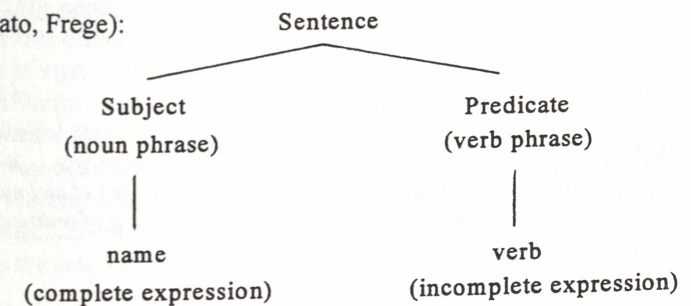 ato, Frege): Sentence
Subject Predicate
(noun phrase) (verb phrase)
name verb
(complete expression) (incomplete expression)